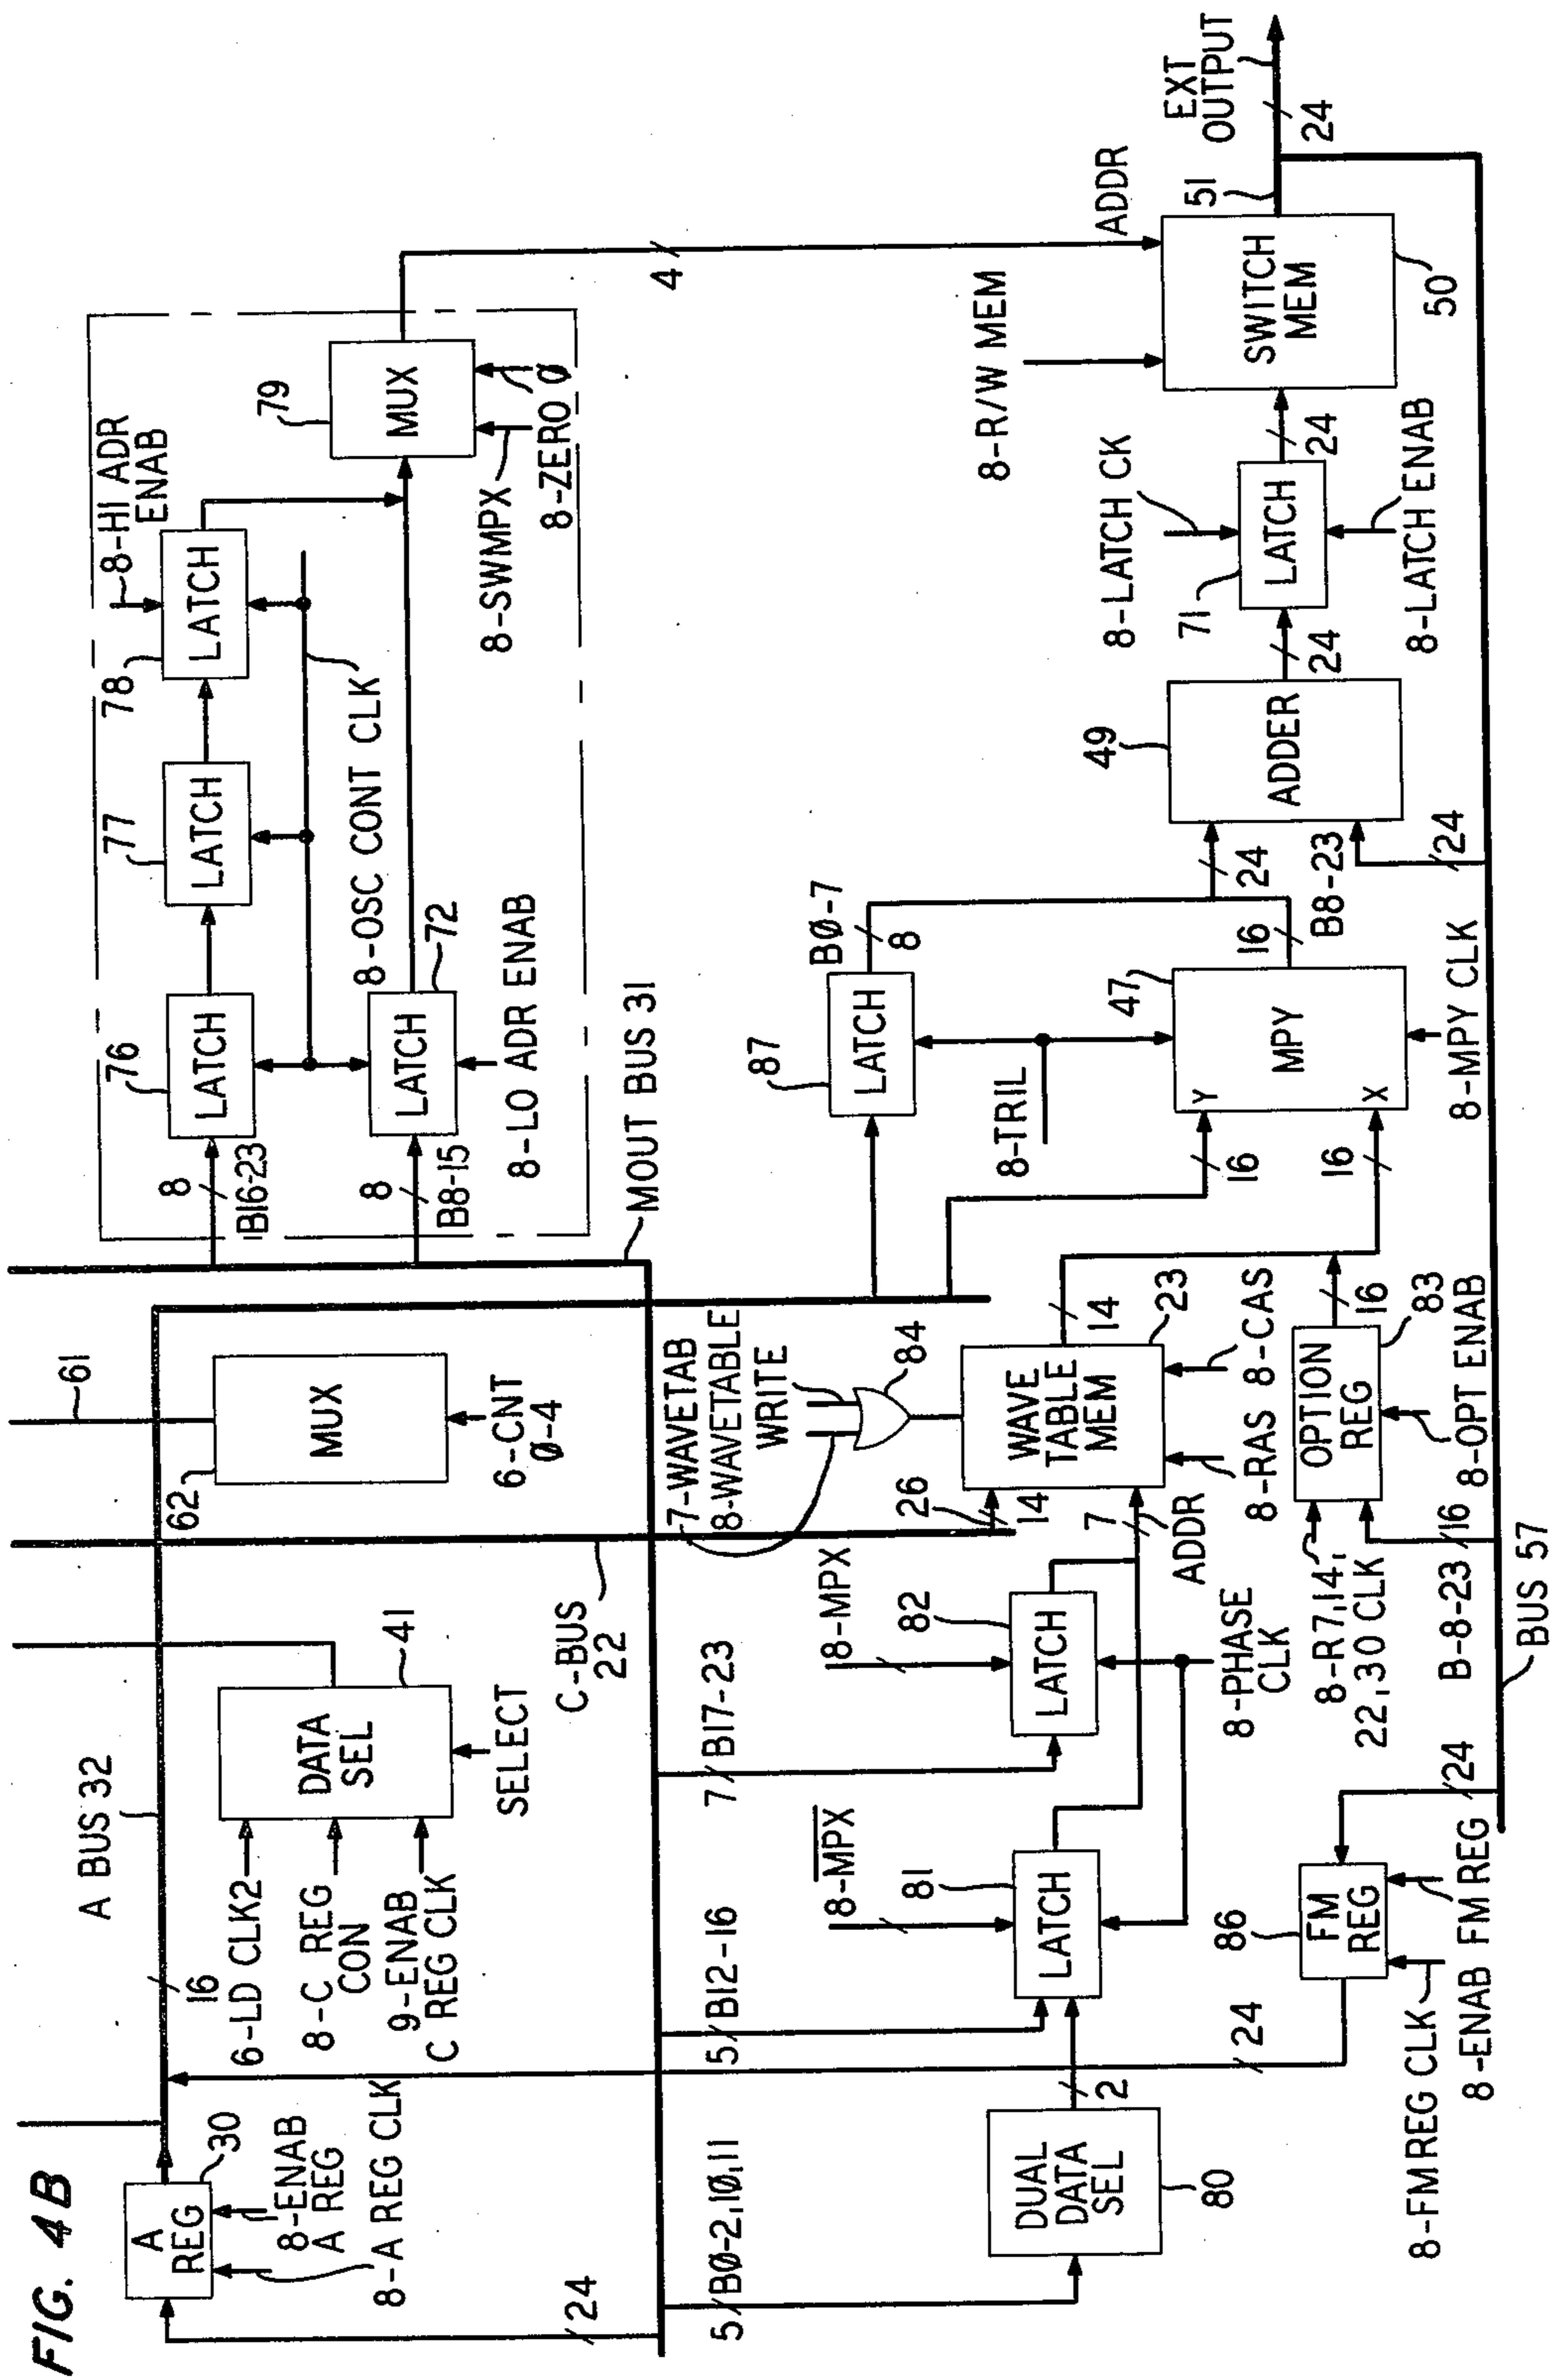 FIG. 4B
A
REG
30
8-ENAB
A REG
8-A REG CLK
24
A BUS 32
16
6-LD CLK2
8-C REG
CON
9-ENAB
C REG CLK
DATA
SEL
41
SELECT
C-BUS
22
61
MUX
62
6-CNT
Ø-4
MOUT BUS 31
8
B16-23
LATCH
76
LATCH
77
LATCH
78
8-HI ADR
ENAB
8-OSC CONT CLK
8
B8-15
LATCH
72
8-LO ADR ENAB
MUX
79
8-SWMPX
8-ZERO Ø
4
ADDR
5
BØ-2,1Ø,11
DUAL
DATA
SEL
80
2
5
B12-16
8-MPX
LATCH
81
7
B17-23
8-MPX
LATCH
82
8-PHASE
CLK
7-WAVETAB
8-WAVETABLE
WRITE
84
26
14
7
ADDR
WAVE
TABLE
MEM
23
14
8-RAS
8-CAS
8-R7,14,
22,30 CLK
OPTION
REG
83
16
8-OPT ENAB
16
B-8-23
FM
REG
86
24
24
8-FMREG CLK
8-ENAB FM REG
BUS 57
LATCH
87
BØ-7
8
8-TRIL
16
16
Y
X
MPY
47
8-MPY CLK
16
24
B8-23
24
ADDER
49
24
LATCH
71
8-LATCH CK
8-LATCH ENAB
24
8-R/W MEM
SWITCH
MEM
50
51
EXT
OUTPUT
24